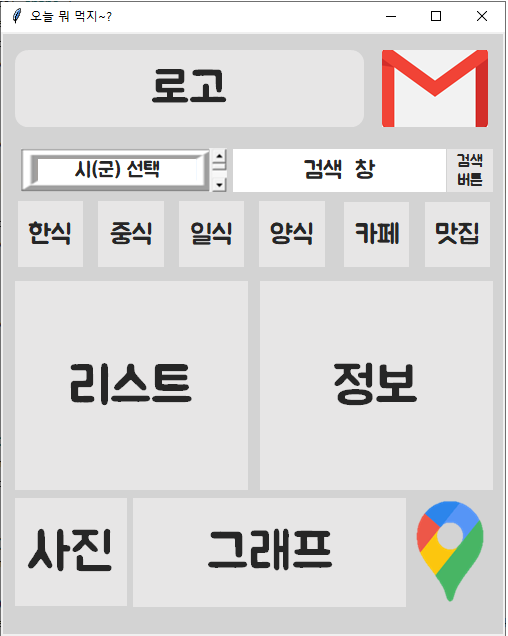 오늘 뭐 먹지~?
로고
시(군) 선택
검색 창
검색
버튼
한식 중식 일식 양식 카페 맛집
리스트 정보
사진 그래프